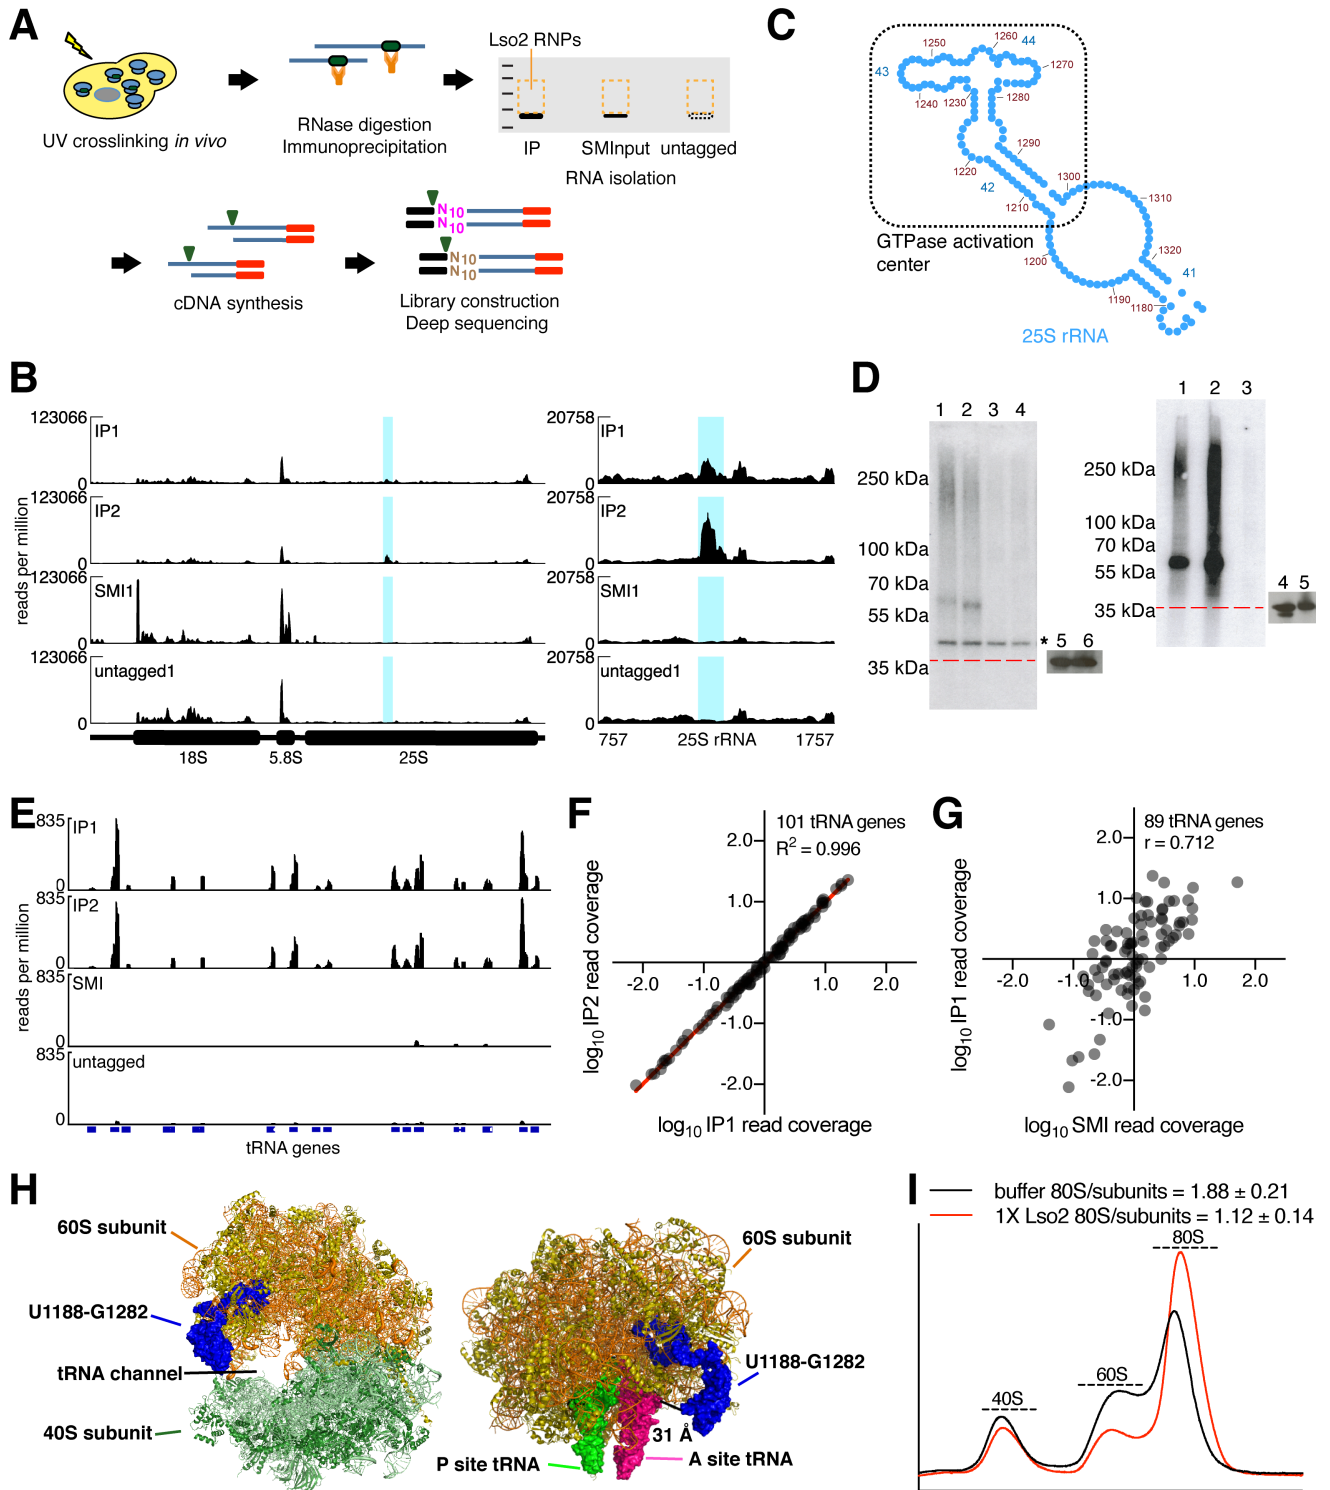 A
UV crosslinking in vivo
RNase digestion
Immunoprecipitation
Lso2 RNPs
IP SMInput untagged
RNA isolation
cDNA synthesis
N10
N10
N10
N10
Library construction
Deep sequencing
C
1250
1260
44
1270
43
1240
1230
1280
1290
1220
42
1300
1210
1310
GTPase activation
center
1200
1320
41
1190
1180
25S rRNA
B
reads per million
123066
IP1
0
123066
IP2
0
123066
SMI1
0
123066
untagged1
0
18S 5.8S 25S
20758
IP1
0
20758
IP2
0
20758
SMI1
0
20758
untagged1
0
757 25S rRNA 1757
D
1 2 3 4
250 kDa
100 kDa
70 kDa
55 kDa
35 kDa
* 5 6
1 2 3
250 kDa
100 kDa
70 kDa
55 kDa
35 kDa
4 5
E
reads per million
835
IP1
0
835
IP2
0
835
SMI
0
835
untagged
0
tRNA genes
F
101 tRNA genes
R2 = 0.996
log10 IP2 read coverage
2.0
1.0
-2.0 -1.0 1.0 2.0
-1.0
-2.0
log10 IP1 read coverage
G
89 tRNA genes
r = 0.712
log10 IP1 read coverage
2.0
1.0
-2.0 -1.0 1.0 2.0
-1.0
-2.0
log10 SMI read coverage
H
60S subunit
U1188-G1282
tRNA channel
40S subunit
60S subunit
U1188-G1282
31 Å
P site tRNA
A site tRNA
I
buffer 80S/subunits = 1.88 ± 0.21
1X Lso2 80S/subunits = 1.12 ± 0.14
80S
60S
40S